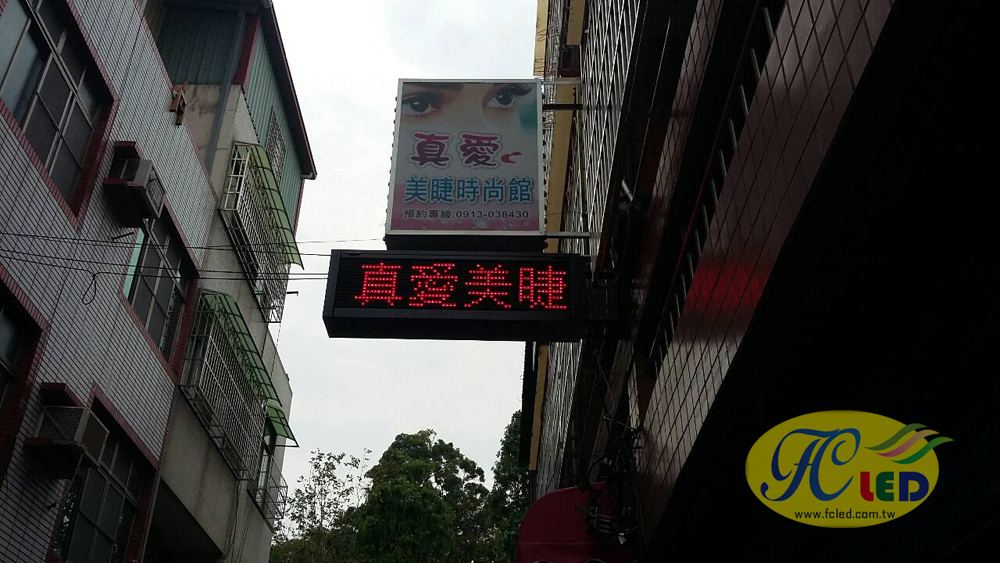 真愛
美睫時尚館
預約專線:0913-038430
真愛美睫
FC LED
www.fcled.com.tw